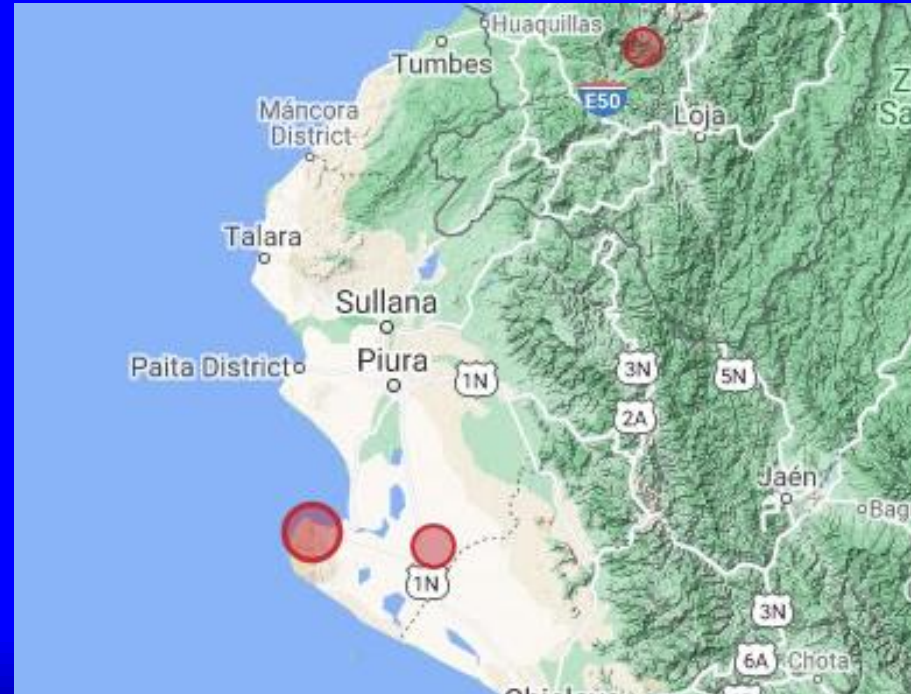 Huaquillas
Tumbes
E50
Loja
Máncora
District
Talara
Sullana
Piura
Paita District
1N
3N
5N
2A
Jaén
1N
3N
6A
Chota